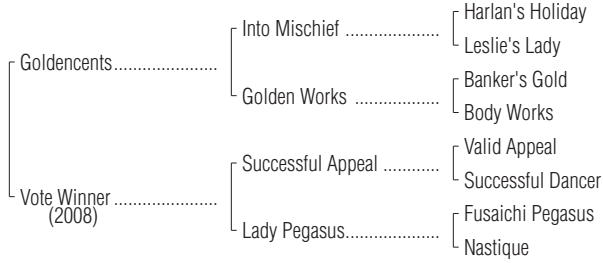 Harlan's Holiday
Into Mischief ....................
Leslie's Lady
Goldencents......................
Banker's Gold
Golden Works ..................
Body Works
Valid Appeal
Successful Appeal ............
Successful Dancer
Vote Winner ......................
(2008)
Fusaichi Pegasus
Lady Pegasus....................
Nastique